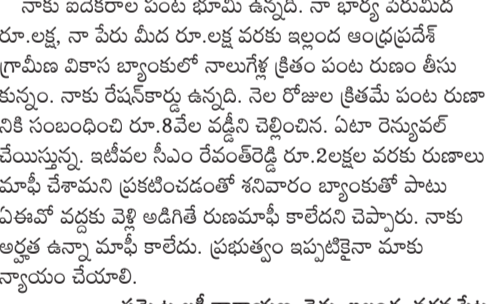 నాకు ఐదెకరాల పంట భూమి ఉన్నది. నా భార్య పేరుమీద
రూ.లక్ష, నా పేరు మీద రూ.లక్ష వరకు ఇల్లంద ఆంధ్రప్రదేశ్
గ్రామీణ వికాస బ్యాంకులో నాలుగేళ్ల క్రితం పంట రుణం తీసు
కున్నం. నాకు రేషన్‌కార్డు ఉన్నది. నెల రోజుల క్రితమే పంట రుణా
నికి సంబంధించి రూ.8వేల వడ్డీని చెల్లించిన. ఏటా రెన్యువల్
చేయిస్తున్న. ఇటీవల సీఎం రేవంత్‌రెడ్డి రూ.2లక్షల వరకు రుణాలు
మాఫీ చేశామని ప్రకటించడంతో శనివారం బ్యాంకుతో పాటు
ఏఈవో వద్దకు వెళ్లి అడిగితే రుణమాఫీ కాలేదని చెప్పారు. నాకు
అర్హత ఉన్నా మాఫీ కాలేదు. ప్రభుత్వం ఇప్పటికైనా మాకు
న్యాయం చేయాలి.